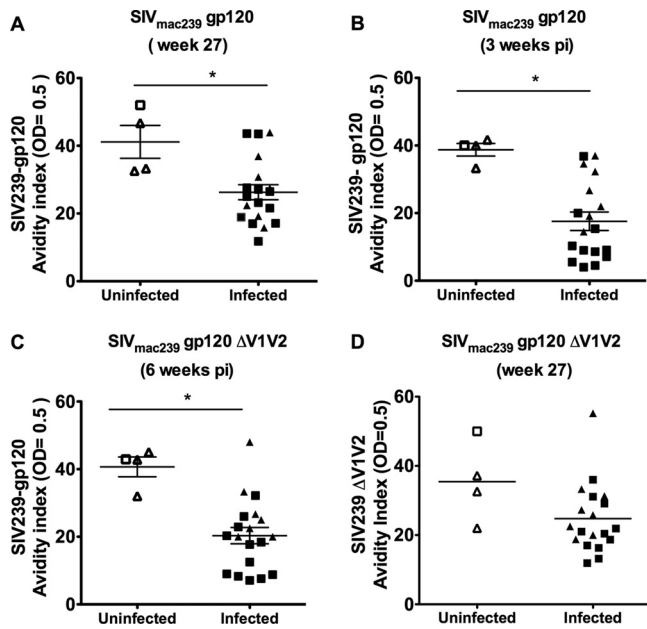 A
SIVmac239 gp120
( week 27)
*
SIV239-gp120
Avidity index (OD= 0.5 )
60
40
20
0
Uninfected Infected
B
SIVmac239 gp120
(3 weeks pi)
*
SIV239- gp120
Avidity index (OD= 0.5 )
60
40
20
0
Uninfected Infected
C
SIVmac239 gp120 ΔV1V2
(6 weeks pi)
*
SIV239-gp120
Avidity index (OD= 0.5 )
60
40
20
0
Uninfected Infected
D
SIVmac239 gp120 ΔV1V2
(week 27)
SIV239 ΔV1V2
Avidity Index (OD=0.5)
60
40
20
0
Uninfected Infected